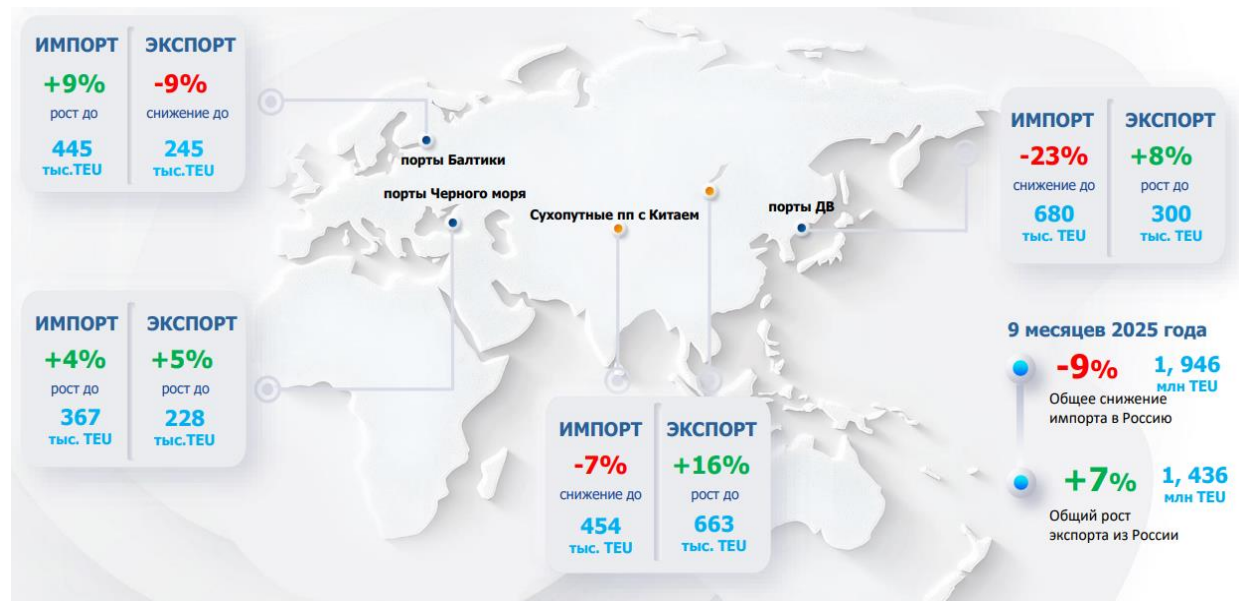 ИМПОРТ ЭКСПОРТ
+9% -9%
рост до снижение до
445 245
тыс.TEU тыс.TEU
порты Балтики
порты Черного моря
Сухопутные пп с Китаем
порты ДВ
ИМПОРТ ЭКСПОРТ
-23% +8%
снижение до рост до
680 300
тыс. TEU тыс. TEU
ИМПОРТ ЭКСПОРТ
+4% +5%
рост до рост до
367 228
тыс. TEU тыс.TEU
ИМПОРТ ЭКСПОРТ
-7% +16%
снижение до рост до
454 663
тыс. TEU тыс. TEU
9 месяцев 2025 года
-9% 1, 946
млн TEU
Общее снижение
импорта в Россию
+7% 1, 436
млн TEU
Общий рост
экспорта из России